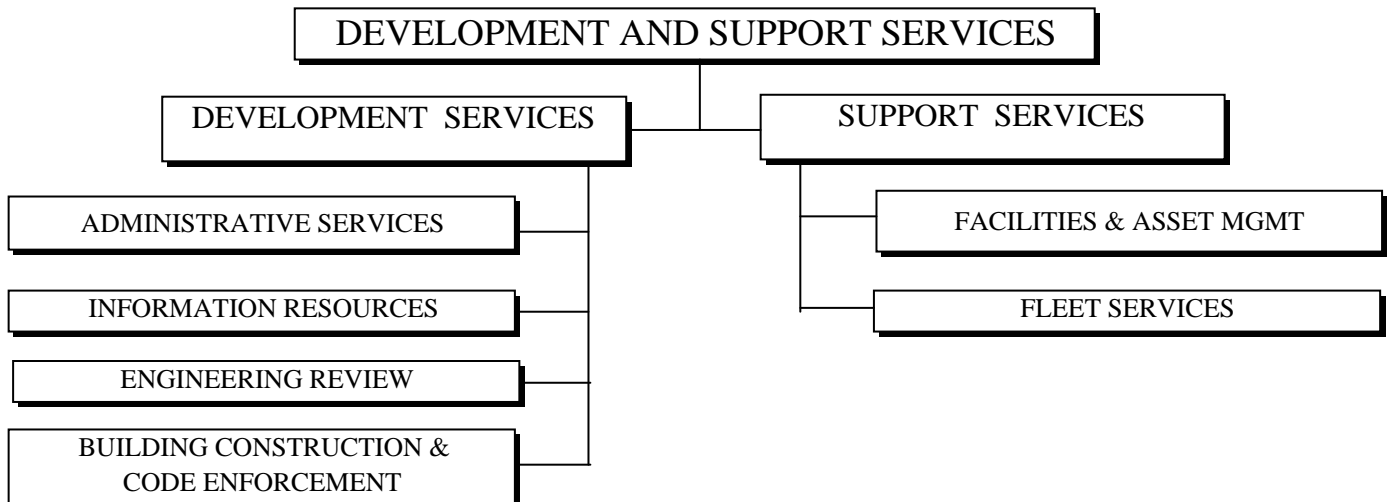 DEVELOPMENT AND SUPPORT SERVICES
DEVELOPMENT SERVICES
SUPPORT SERVICES
ADMINISTRATIVE SERVICES
INFORMATION RESOURCES
ENGINEERING REVIEW
BUILDING CONSTRUCTION &
CODE ENFORCEMENT
FACILITIES & ASSET MGMT
FLEET SERVICES